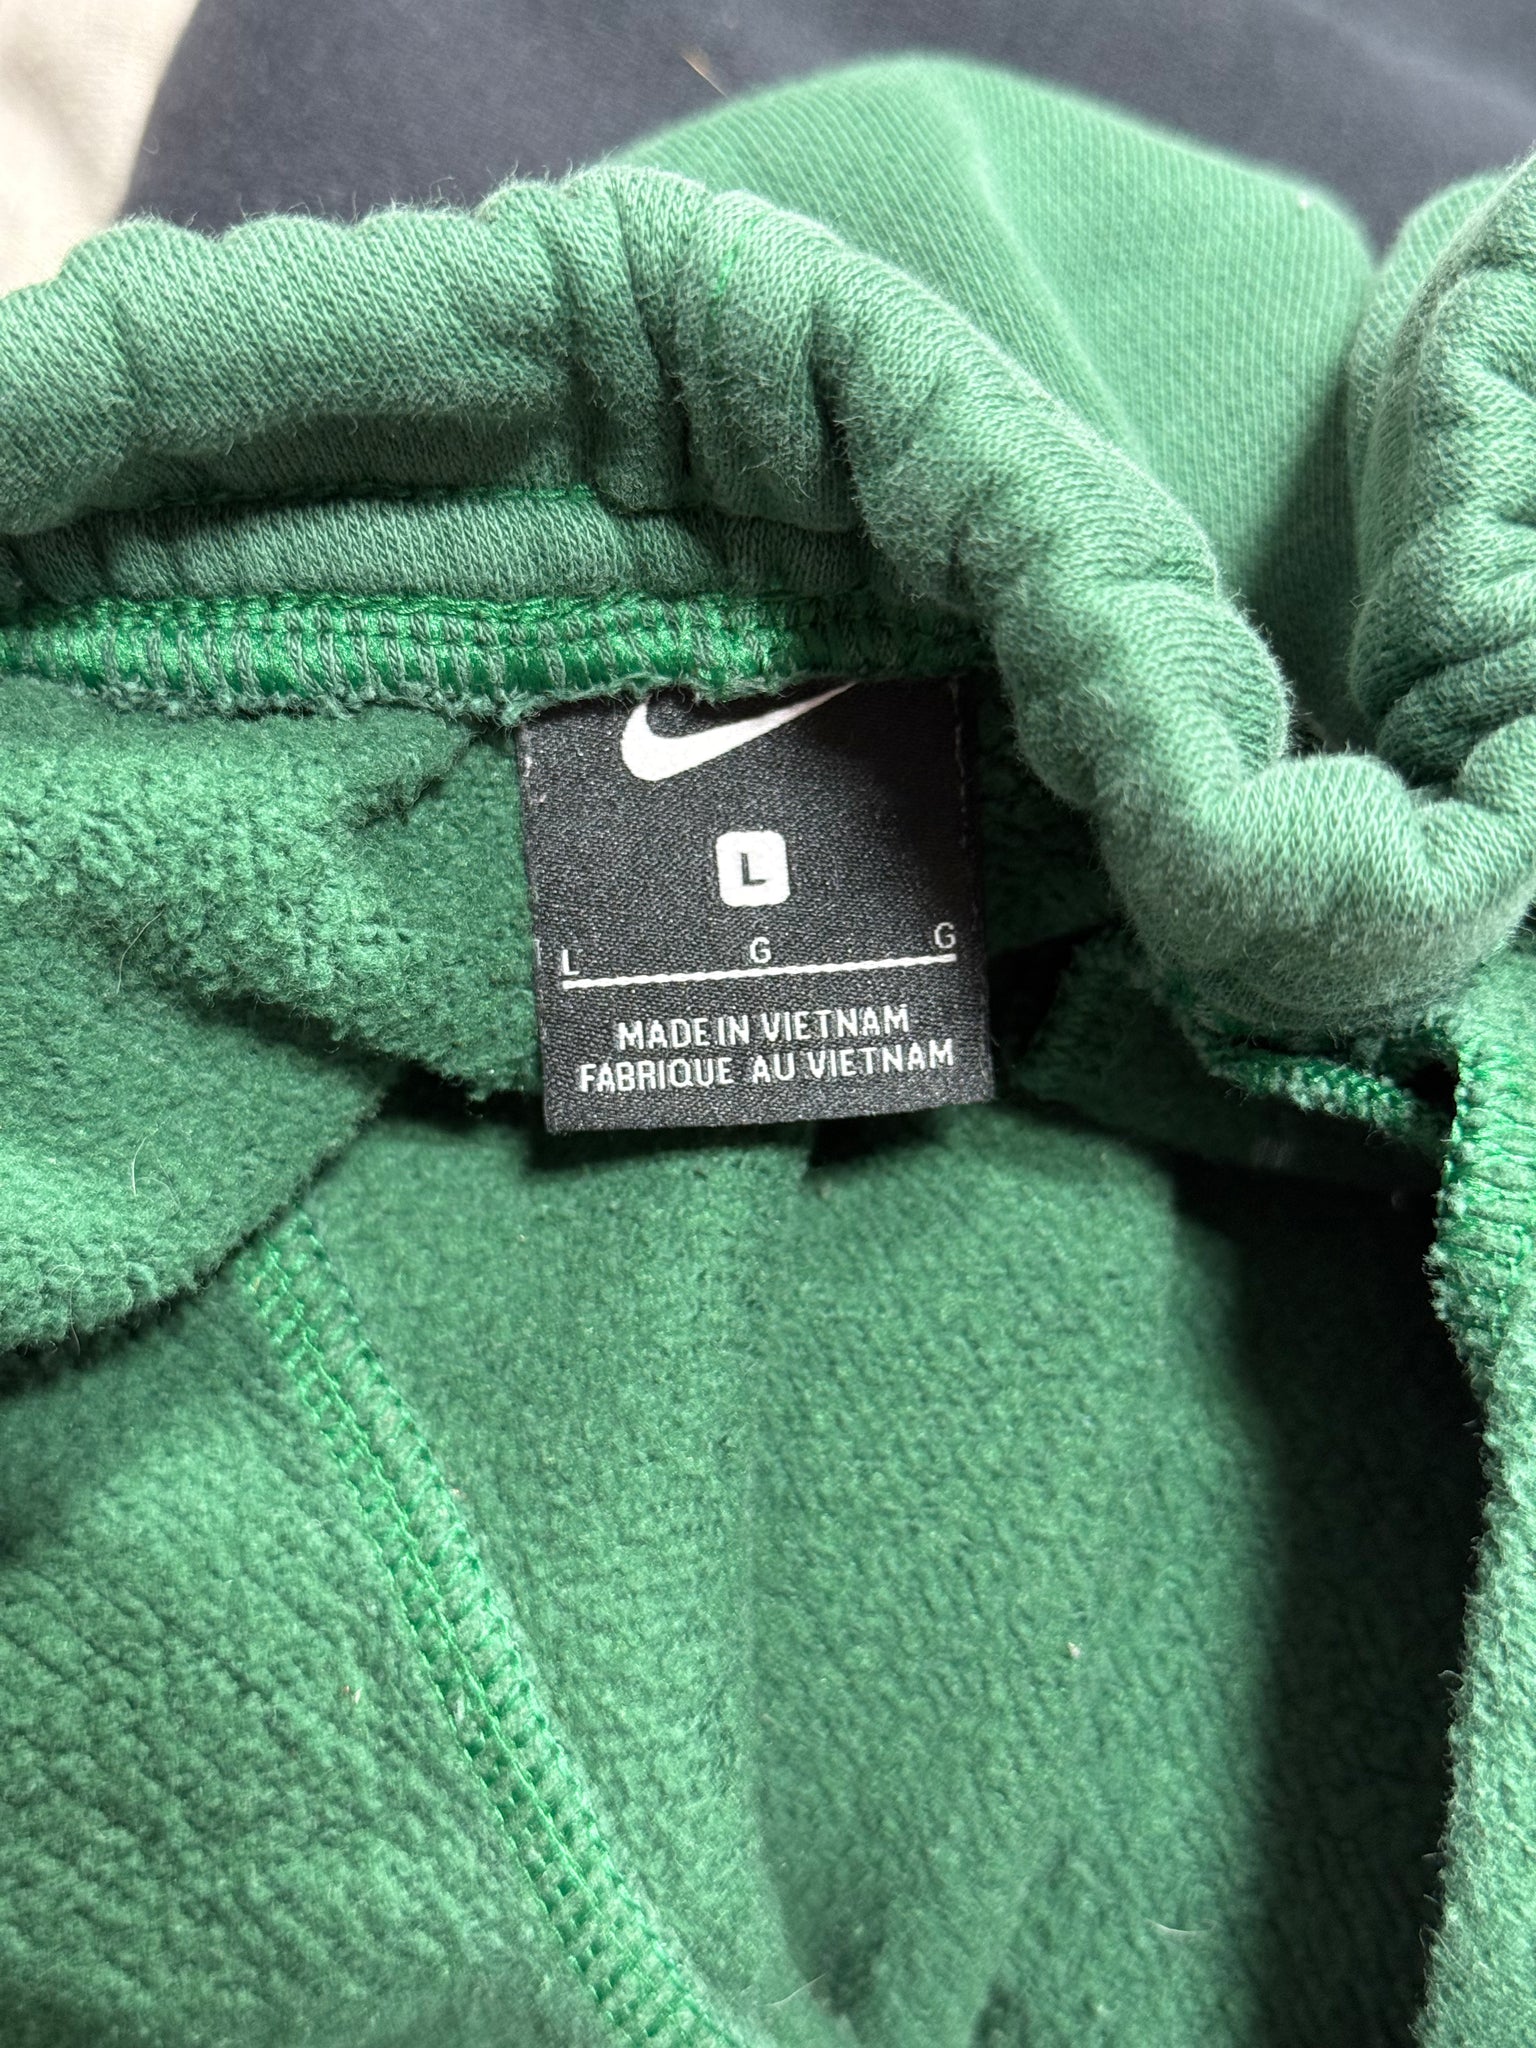 L
L G G
MADE IN VIETNAM
FABRIQUE AU VIETNAM